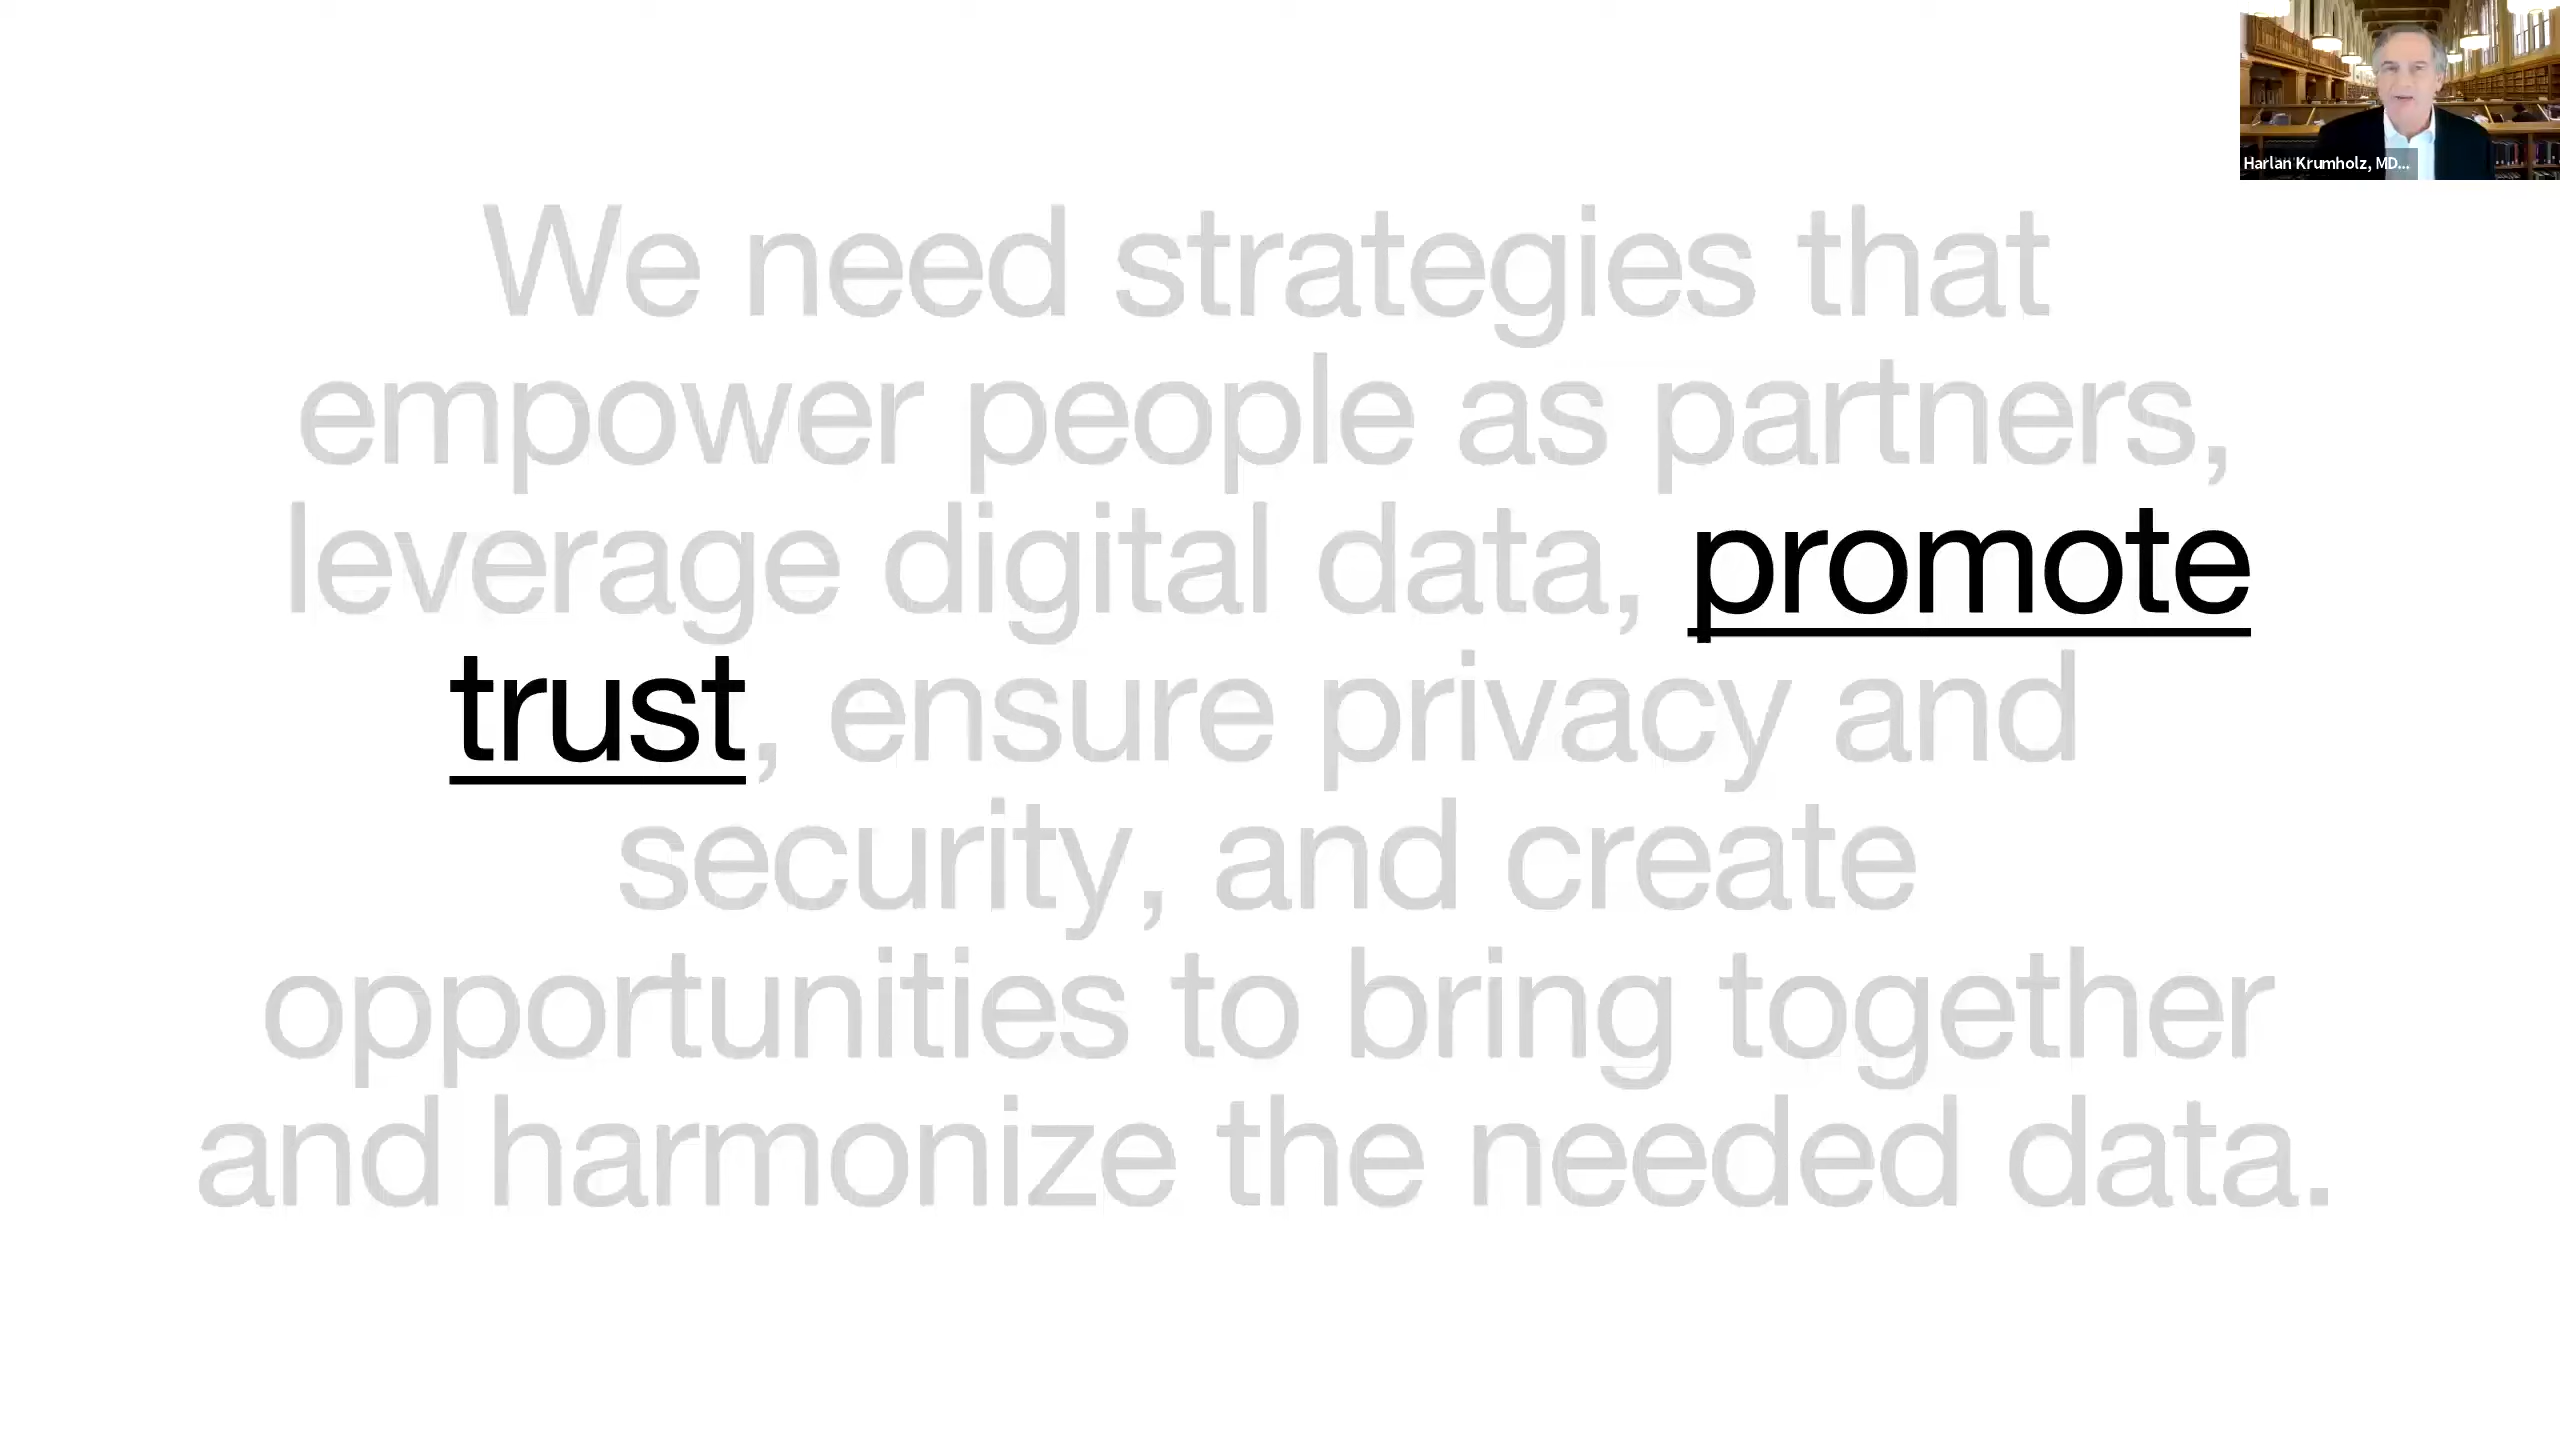 Harlan Krumholz, MD...
We need strategies that
empower people as partners,
leverage digital data, promote
trust, ensure privacy and
security, and create
opportunities to bring together
and harmonize the needed data.